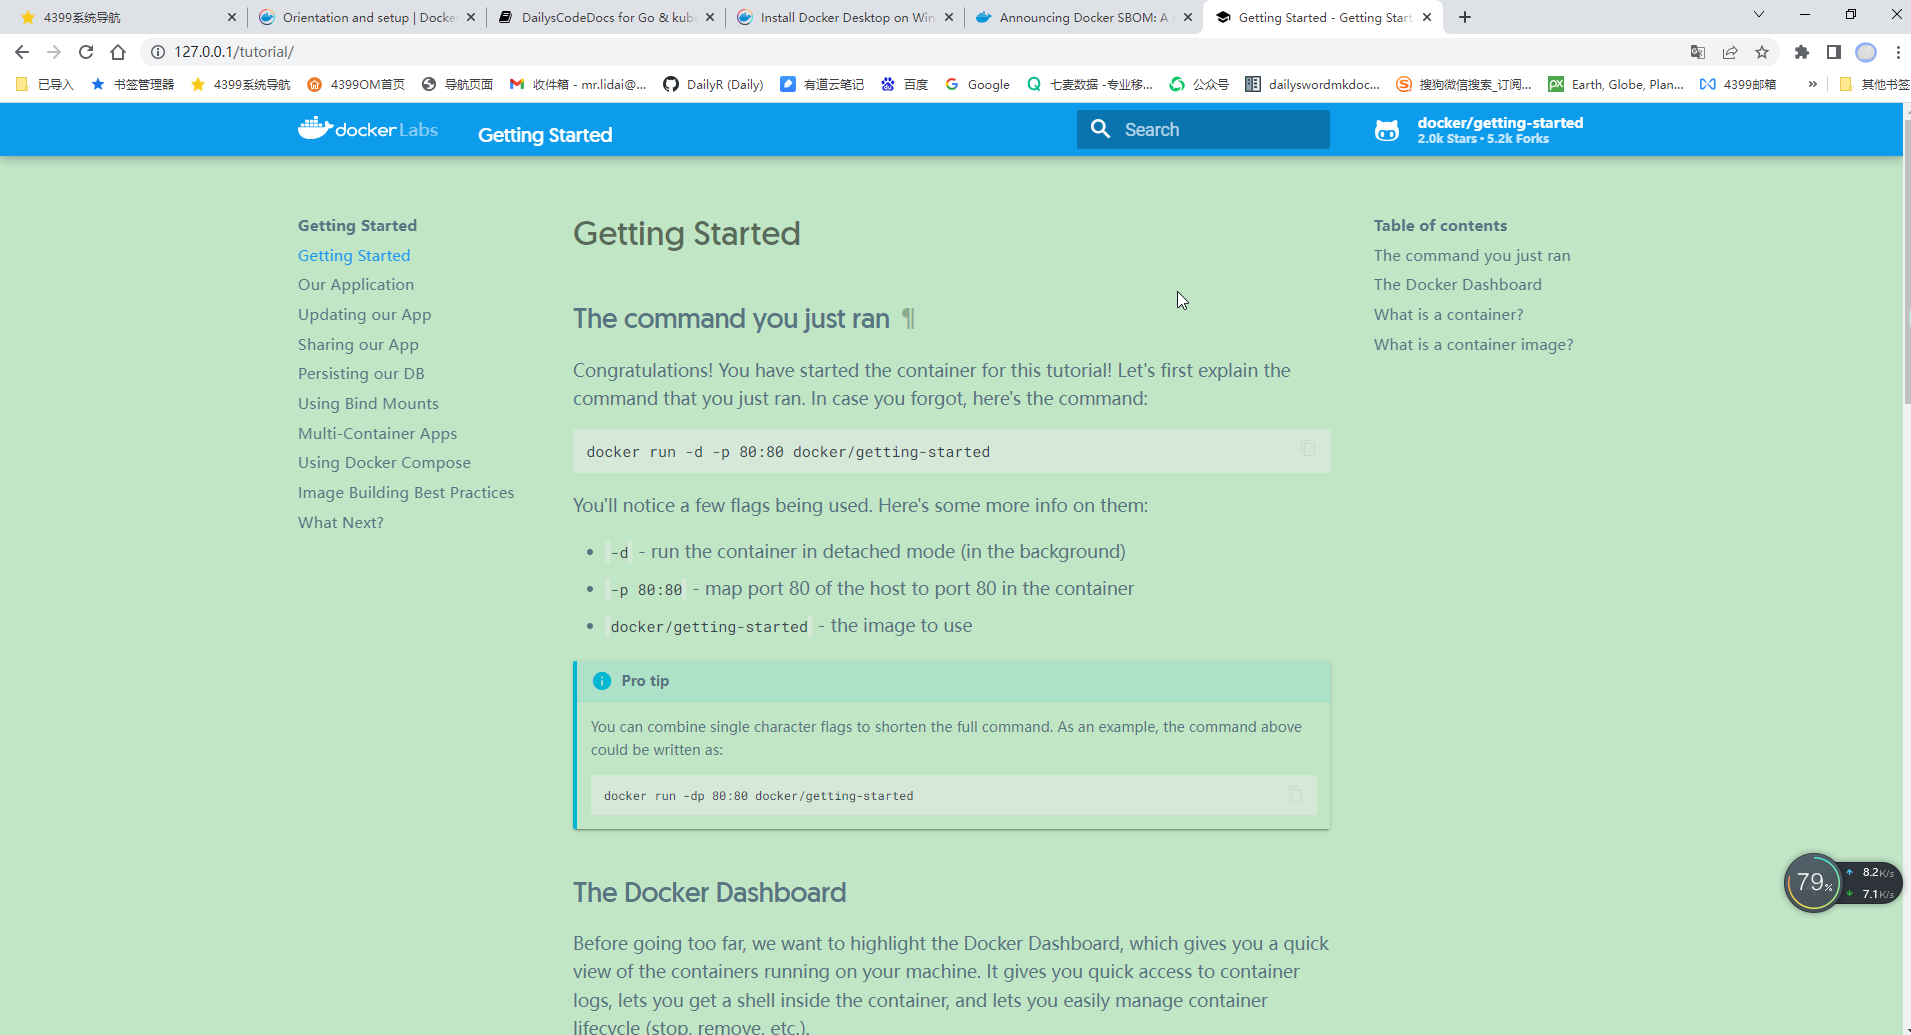 4399系统导航
Orientation and setup | Docke
DailysCodeDocs for Go & kub
Install Docker Desktop on Win
Announcing Docker SBOM: A
Getting Started - Getting Start
127.0.0.1/tutorial/
已导入
书签管理器
4399系统导航
4399OM首页
导航页面
收件箱 - mr.lidai@...
DailyR (Daily)
有道云笔记
百度
Google
七麦数据 -专业移...
公众号
dailyswordmkdoc...
搜狗微信搜索_订阅...
Earth, Globe, Plan...
4399邮箱
»
其他书签
docker Labs
Getting Started
Search
docker/getting-started
2.0k Stars • 5.2k Forks
Getting Started
Getting Started
Our Application
Updating our App
Sharing our App
Persisting our DB
Using Bind Mounts
Multi-Container Apps
Using Docker Compose
Image Building Best Practices
What Next?
Getting Started
The command you just ran ¶
Congratulations! You have started the container for this tutorial! Let's first explain the
command that you just ran. In case you forgot, here's the command:
docker run -d -p 80:80 docker/getting-started
You'll notice a few flags being used. Here's some more info on them:
• -d - run the container in detached mode (in the background)
• -p 80:80 - map port 80 of the host to port 80 in the container
• docker/getting-started - the image to use
Pro tip
You can combine single character flags to shorten the full command. As an example, the command above
could be written as:
docker run -dp 80:80 docker/getting-started
The Docker Dashboard
Before going too far, we want to highlight the Docker Dashboard, which gives you a quick
view of the containers running on your machine. It gives you quick access to container
logs, lets you get a shell inside the container, and lets you easily manage container
lifecycle (stop, remove, etc.).
Table of contents
The command you just ran
The Docker Dashboard
What is a container?
What is a container image?
79%
8.2K/s
7.1K/s